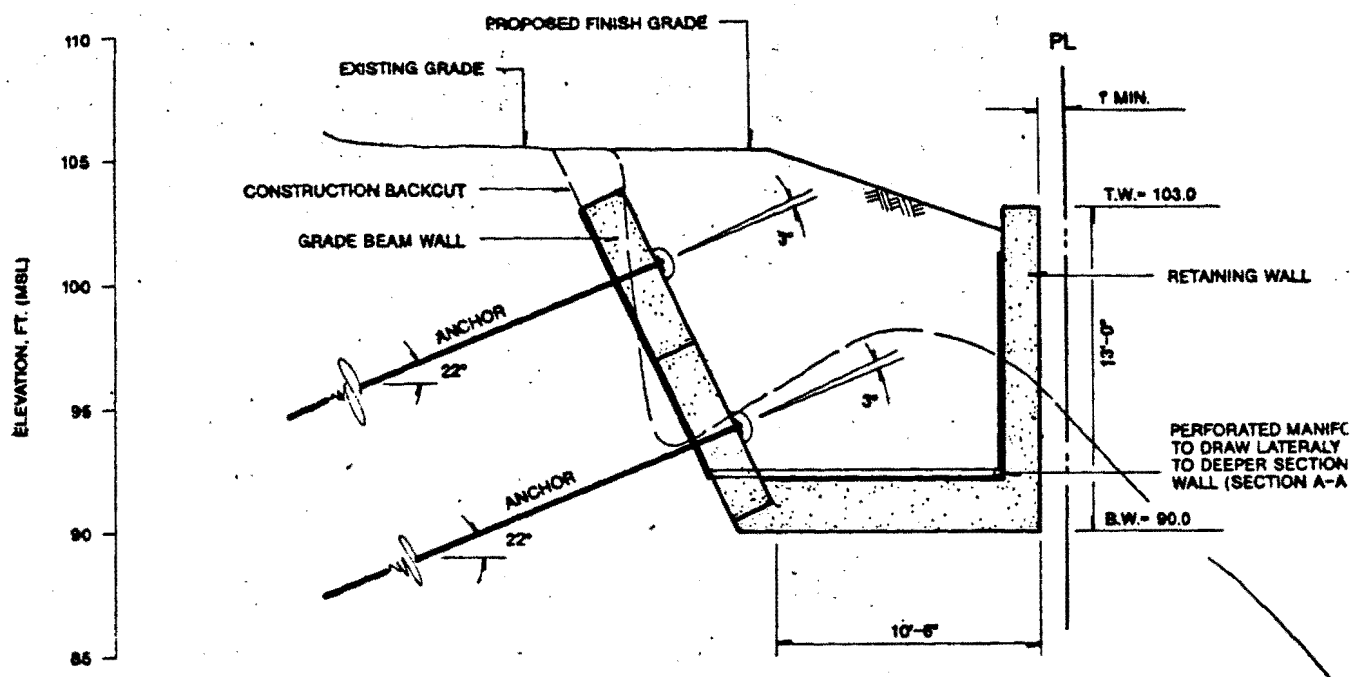 110
105
100
95
90
85
ELEVATION, FT. (MSL)
PROPOSED FINISH GRADE
EXISTING GRADE
CONSTRUCTION BACKCUT
GRADE BEAM WALL
ANCHOR
22°
ANCHOR
22°
3°
3°
PL
1' MIN.
T.W.= 103.0
RETAINING WALL
13'-0"
PERFORATED MANIFO
TO DRAW LATERALY
TO DEEPER SECTION
WALL (SECTION A-A
B.W.= 90.0
10'-6"